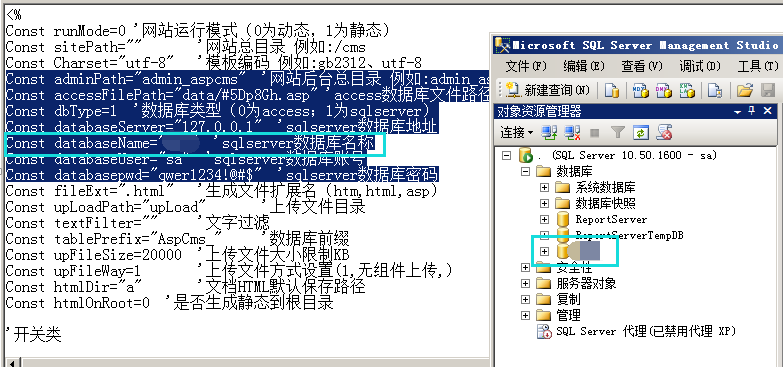 <%
Const runMode=0 '网站运行模式（0为动态，1为静态）
Const sitePath="" '网站总目录 例如:/cms
Const Charset="utf-8" '模板编码 例如:gb2312、utf-8
Const adminPath="admin_aspcms" '网站后台总目录 例如:admin_as
Const accessFilePath="data/#5Dp8Gh.asp" 'access数据库文件路径
Const dbType=1 '数据库类型（0为access；1为sqlserver）
Const databaseServer="127.0.0.1" 'sqlserver数据库地址
Const databaseName=" 'sqlserver数据库名称
Const databaseUser="sa" 'sqlserver数据库账号
Const databasepwd="qwer1234!@#$" 'sqlserver数据库密码
Const fileExt=".html" '生成文件扩展名（htm,html,asp）
Const upLoadPath="upLoad" '上传文件目录
Const textFilter="" '文字过滤
Const tablePrefix="AspCms_" '数据库前缀
Const upFileSize=20000 '上传文件大小限制KB
Const upFileWay=1 '上传文件方式设置(1,无组件上传,)
Const htmlDir="a" '文档HTML默认保存路径
Const htmlOnRoot=0 '是否生成静态到根目录
'开关类
Microsoft SQL Server Management Studio
文件(F) 编辑(E) 查看(V) 调试(D) 工具(T)
新建查询(N)
对象资源管理器
连接
. (SQL Server 10.50.1600 - sa)
数据库
系统数据库
数据库快照
ReportServer
ReportServerTempDB
安全性
服务器对象
复制
管理
SQL Server 代理(已禁用代理 XP)